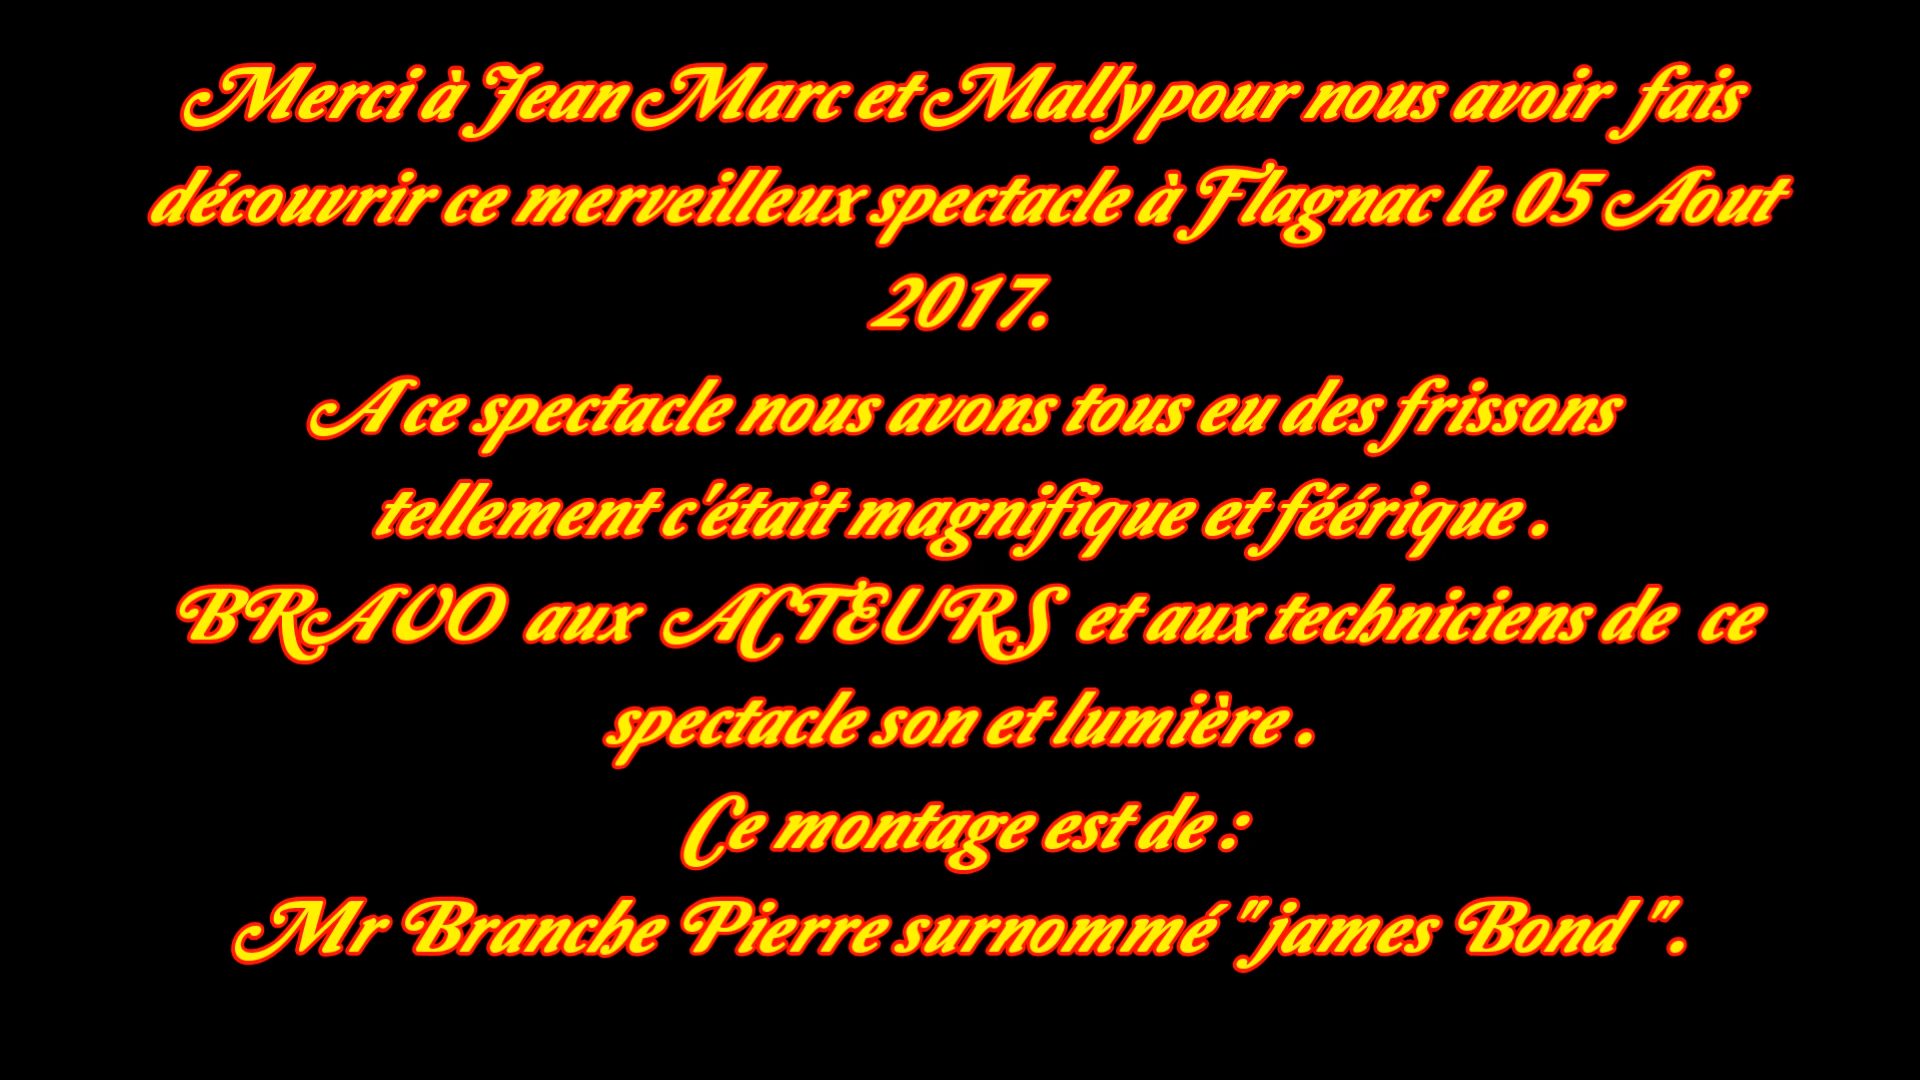 Merci à Jean Marc et Mally pour nous avoir fais
découvrir ce merveilleux spectacle à Flagnac le 05 Aout
2017.
A ce spectacle nous avons tous eu des frissons
tellement c'était magnifique et féérique .
BRAVO aux ACTEURS et aux techniciens de ce
spectacle son et lumière .
Ce montage est de :
Mr Branche Pierre surnommé "james Bond ".